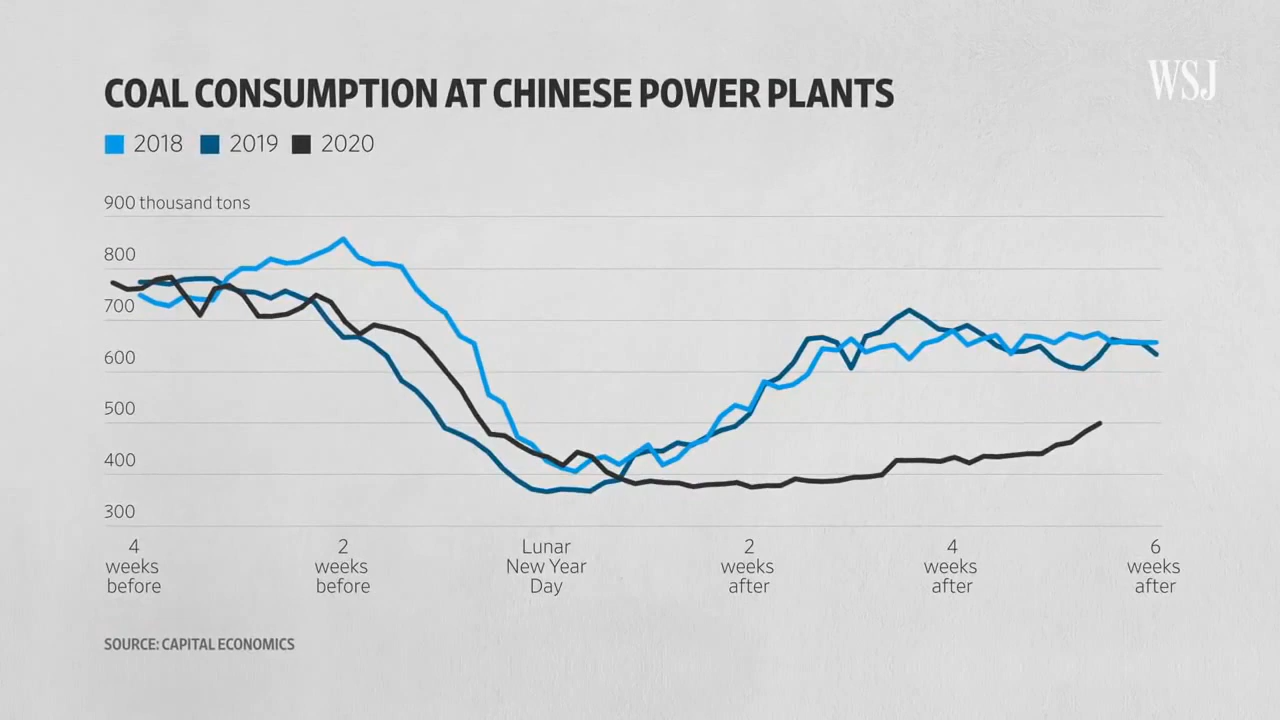 COAL CONSUMPTION AT CHINESE POWER PLANTS
WSJ
2018 2019 2020
900 thousand tons
800
700
600
500
400
300
4 weeks before
2 weeks before
Lunar New Year Day
2 weeks after
4 weeks after
6 weeks after
SOURCE: CAPITAL ECONOMICS